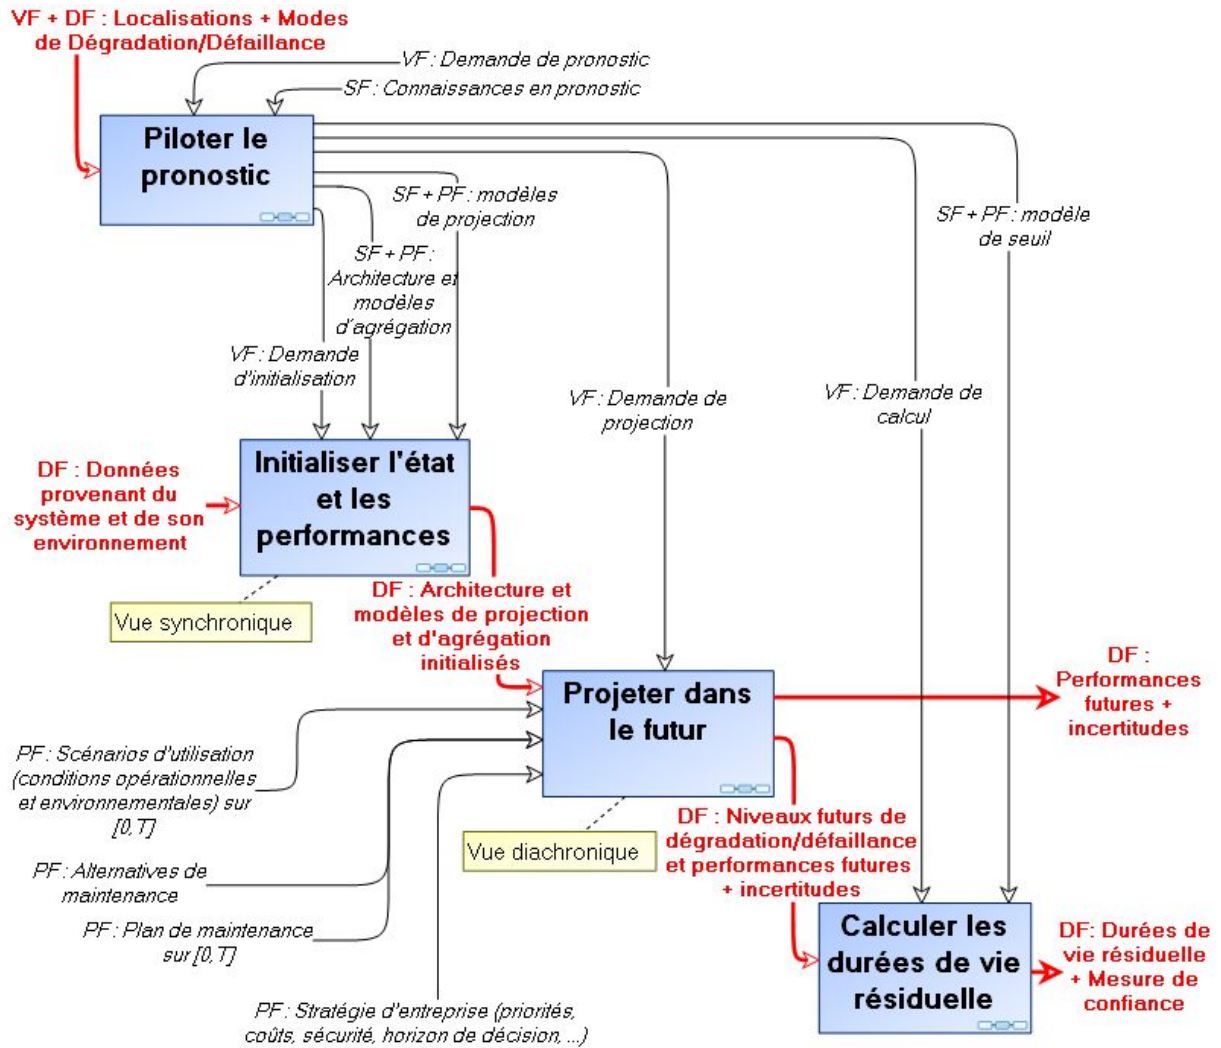 VF + DF : Localisations + Modes
de Dégradation/Défaillance
VF : Demande de pronostic
SF : Connaissances en pronostic
Piloter le
pronostic
SF + PF : modèles
de projection
SF + PF : modèle
de seuil
SF + PF :
Architecture et
modèles
d'agrégation
VF : Demande
d'initialisation
VF : Demande de
projection
VF : Demande de
calcul
DF : Données
provenant du
système et de son
environnement
Initialiser l'état
et les
performances
Vue synchronique
DF : Architecture et
modèles de projection
et d'agrégation
initialisés
Projeter dans
le futur
DF :
Performances
futures +
incertitudes
PF : Scénarios d'utilisation
(conditions opérationnelles
et environnementales) sur
[0,T]
Vue diachronique
DF : Niveaux futurs de
dégradation/défaillance
et performances futures
+ incertitudes
PF : Alternatives de
maintenance
PF : Plan de maintenance
sur [0,T]
Calculer les
durées de vie
résiduelle
DF: Durées de
vie résiduelle
+ Mesure de
confiance
PF : Stratégie d'entreprise (priorités,
coûts, sécurité, horizon de décision, ...)